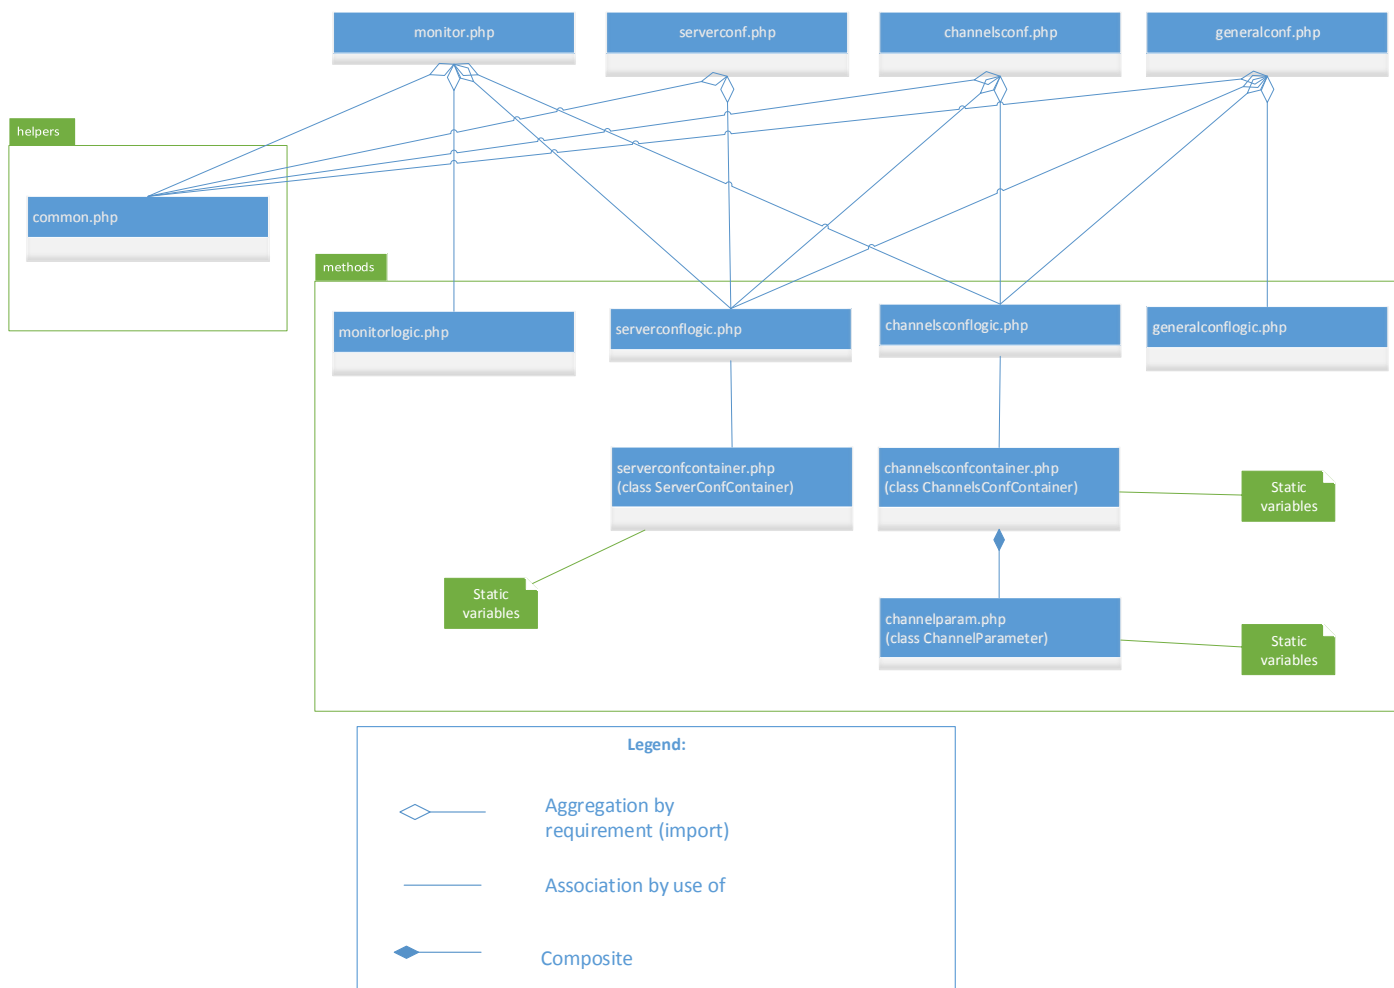 monitor.php
serverconf.php
channelsconf.php
generalconf.php
helpers
common.php
methods
monitorlogic.php
serverconflogic.php
channelsconflogic.php
generalconflogic.php
serverconfcontainer.php
(class ServerConfContainer)
channelsconfcontainer.php
(class ChannelsConfContainer)
Static
variables
Static
variables
channelparam.php
(class ChannelParameter)
Static
variables
Legend:
Aggregation by
requirement (import)
Association by use of
Composite